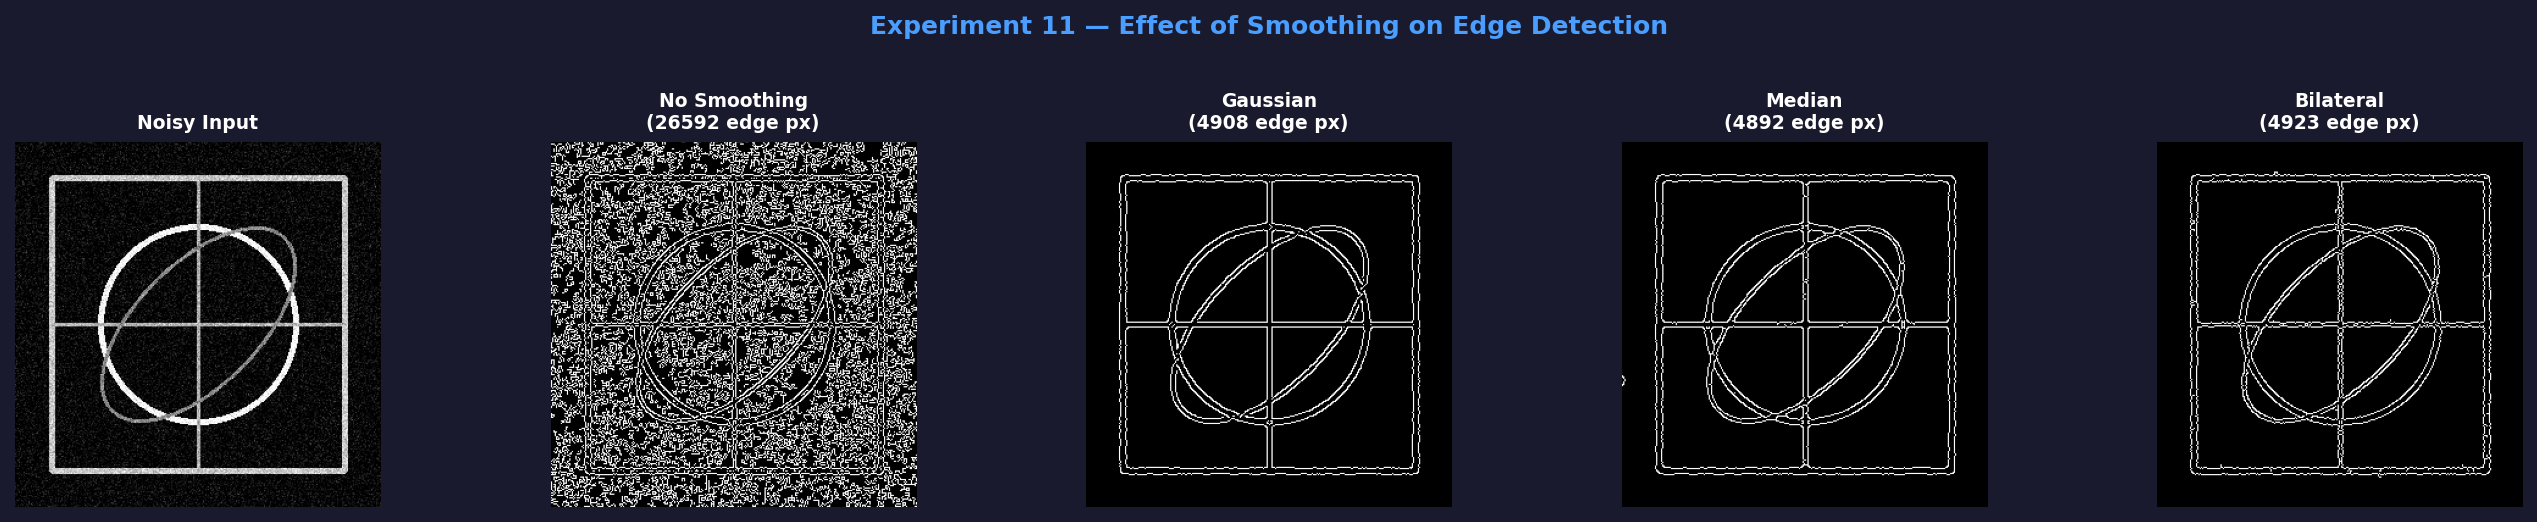 Experiment 11 — Effect of Smoothing on Edge Detection
Noisy Input
No Smoothing
(26592 edge px)
Gaussian
(4908 edge px)
Median
(4892 edge px)
Bilateral
(4923 edge px)